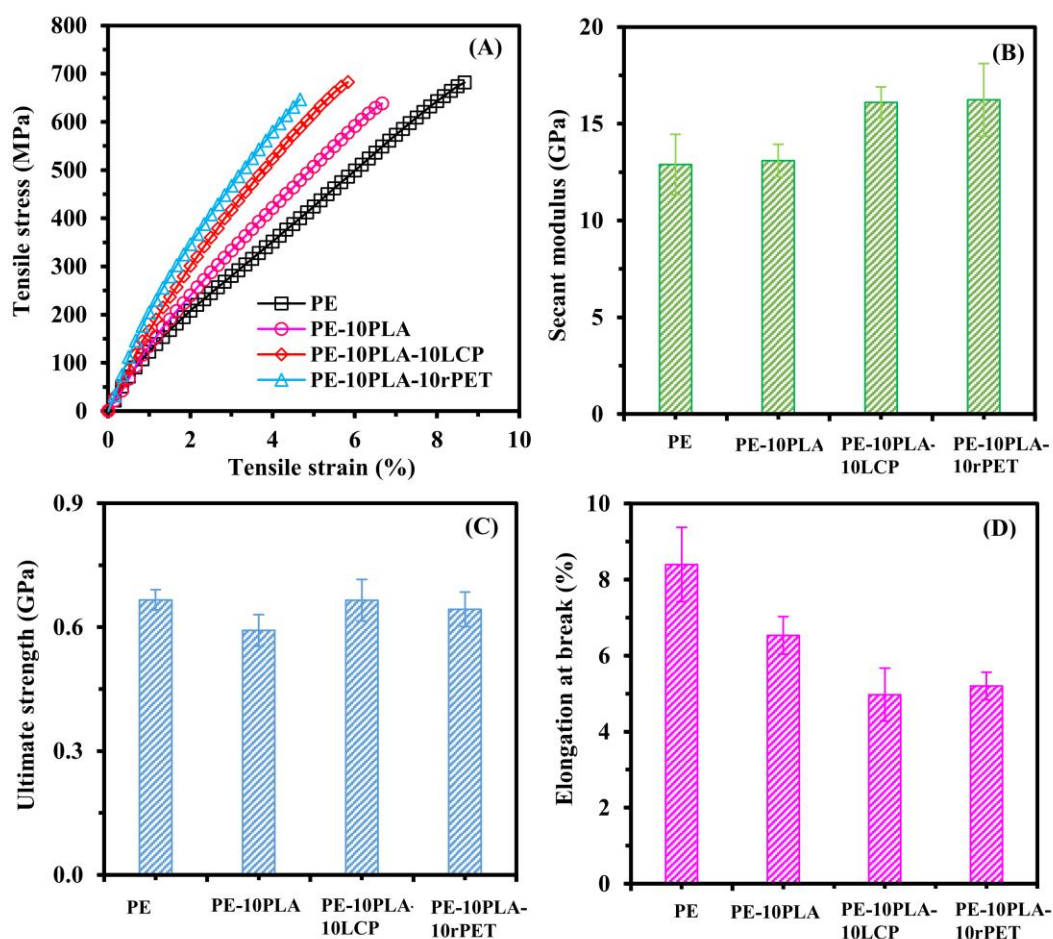 (A)
Tensile stress (MPa)
800
700
600
500
400
300
200
100
0
PE
PE-10PLA
PE-10PLA-10LCP
PE-10PLA-10rPET
0 2 4 6 8 10
Tensile strain (%)
(B)
Secant modulus (GPa)
20
15
10
5
0
PE PE-10PLA PE-10PLA- PE-10PLA-
10LCP 10rPET
(C)
Ultimate strength (GPa)
0.9
0.6
0.3
0.0
PE PE-10PLA PE-10PLA- PE-10PLA-
10LCP 10rPET
(D)
Elongation at break (%)
10
8
6
4
2
0
PE PE-10PLA PE-10PLA- PE-10PLA-
10LCP 10rPET